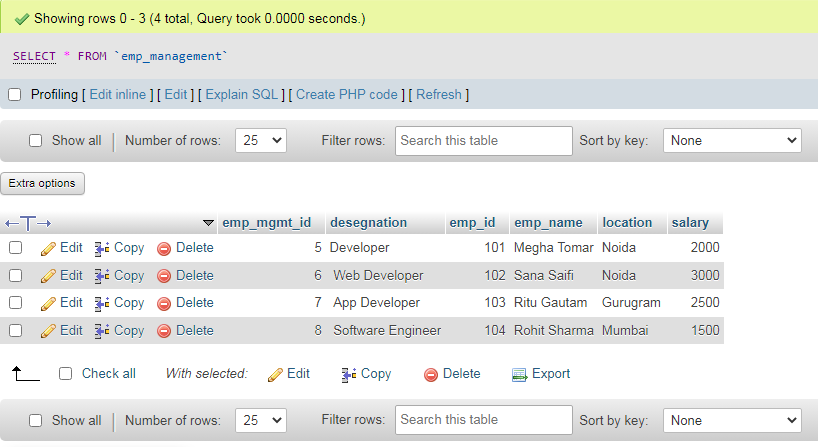 Showing rows 0 - 3 (4 total, Query took 0.0000 seconds.)
SELECT * FROM `emp_management`
Profiling [ Edit inline ] [ Edit ] [ Explain SQL ] [ Create PHP code ] [ Refresh ]
Show all Number of rows: 25 Filter rows: Search this table Sort by key: None
Extra options
emp_mgmt_id desegnation emp_id emp_name location salary
Edit Copy Delete 5 Developer 101 Megha Tomar Noida 2000
Edit Copy Delete 6 Web Developer 102 Sana Saifi Noida 3000
Edit Copy Delete 7 App Developer 103 Ritu Gautam Gurugram 2500
Edit Copy Delete 8 Software Engineer 104 Rohit Sharma Mumbai 1500
Check all With selected: Edit Copy Delete Export
Show all Number of rows: 25 Filter rows: Search this table Sort by key: None